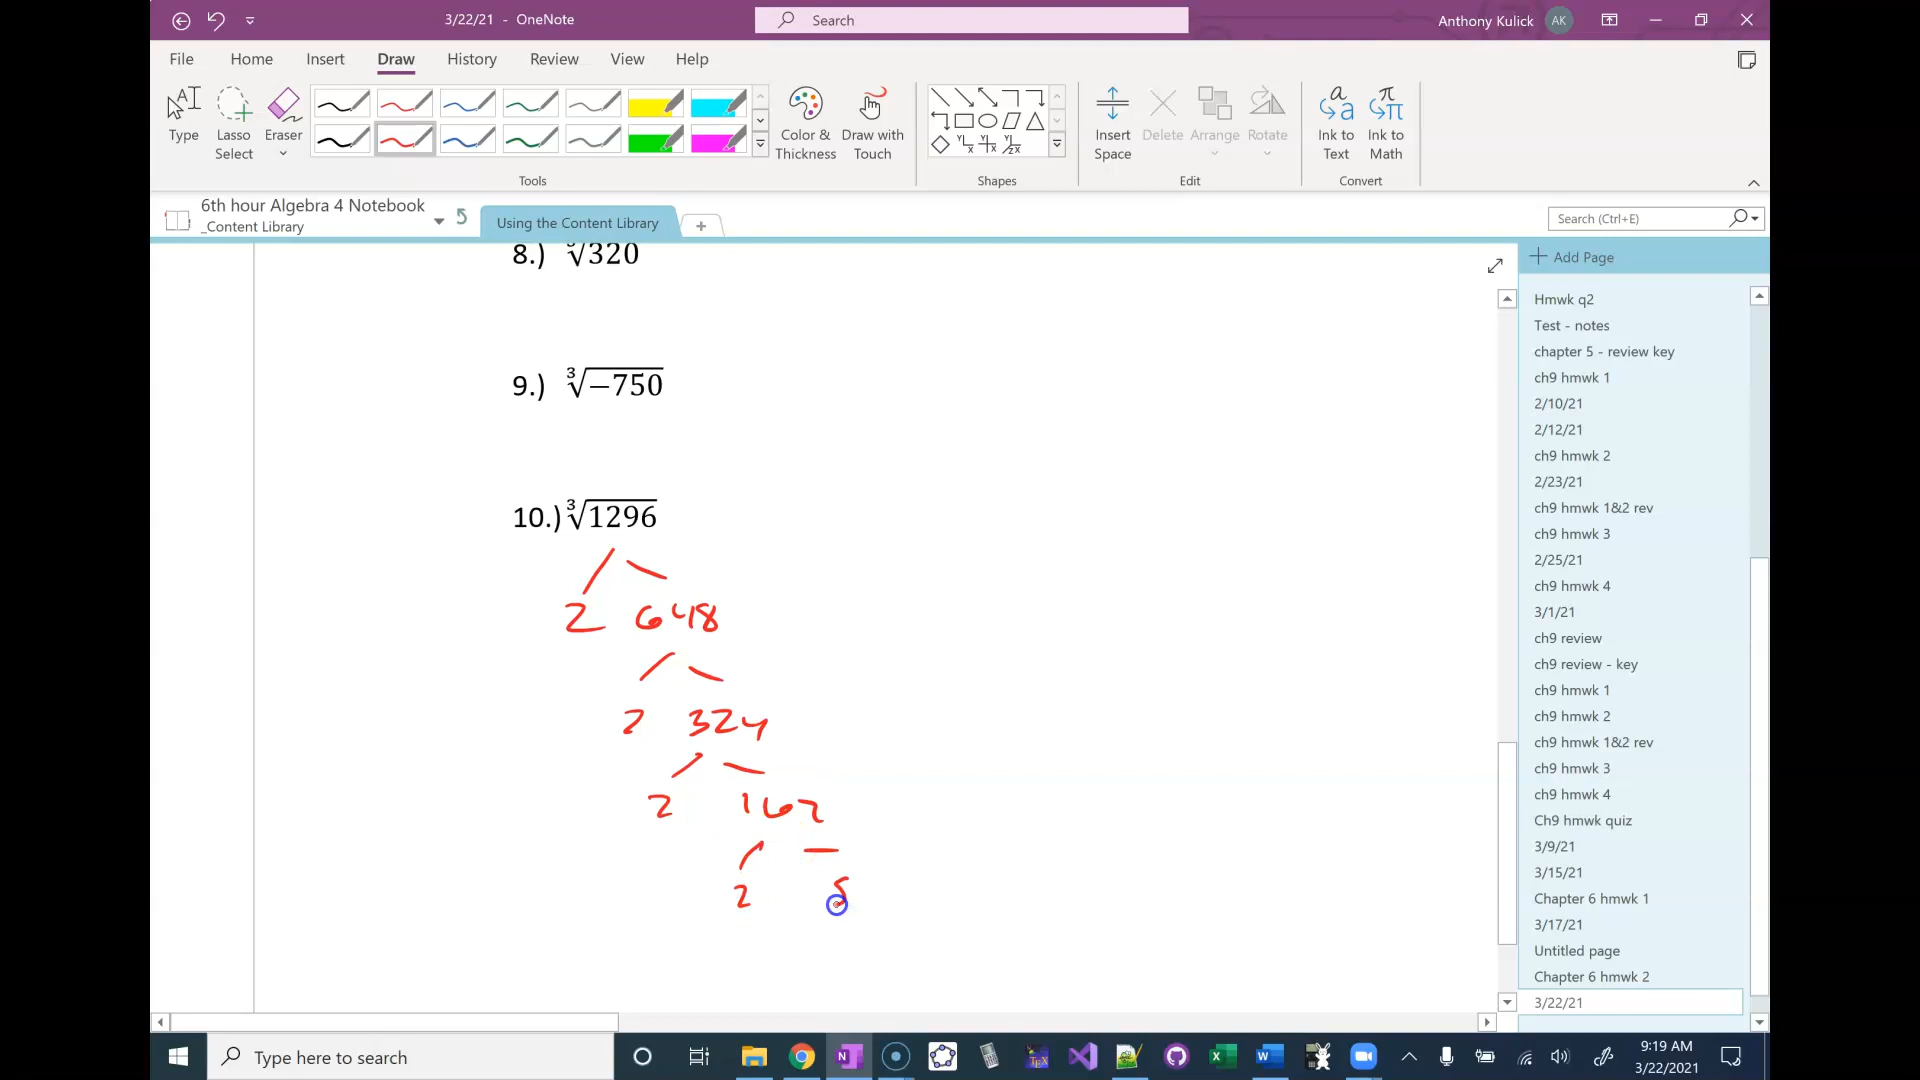 3/22/21 - OneNote
Search
Anthony Kulick
AK
File Home Insert Draw History Review View Help
Type
Lasso Select
Eraser
Color & Thickness
Draw with Touch
Insert Space
Delete
Arrange
Rotate
Ink to Text
Ink to Math
Tools
Shapes
Edit
Convert
6th hour Algebra 4 Notebook
_Content Library
Using the Content Library
Search (Ctrl+E)
Add Page
8.) √320
9.) ∛−750
10.) ∛1296
2 648
2 324
2 162
2
Hmwk q2
Test - notes
chapter 5 - review key
ch9 hmwk 1
2/10/21
2/12/21
ch9 hmwk 2
2/23/21
ch9 hmwk 1&2 rev
ch9 hmwk 3
2/25/21
ch9 hmwk 4
3/1/21
ch9 review
ch9 review - key
ch9 hmwk 1
ch9 hmwk 2
ch9 hmwk 1&2 rev
ch9 hmwk 3
ch9 hmwk 4
Ch9 hmwk quiz
3/9/21
3/15/21
Chapter 6 hmwk 1
3/17/21
Untitled page
Chapter 6 hmwk 2
3/22/21
Type here to search
9:19 AM
3/22/2021